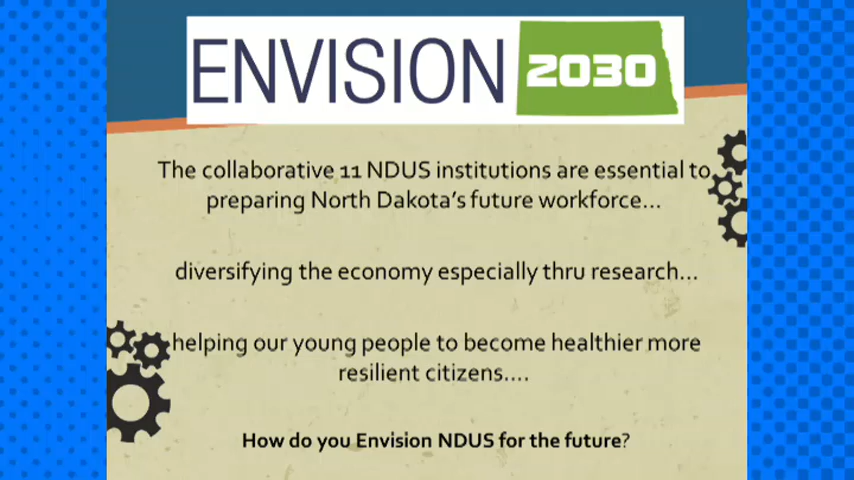 ENVISION 2030
The collaborative 11 NDUS institutions are essential to
preparing North Dakota's future workforce...
diversifying the economy especially thru research...
helping our young people to become healthier more
resilient citizens....
How do you Envision NDUS for the future?